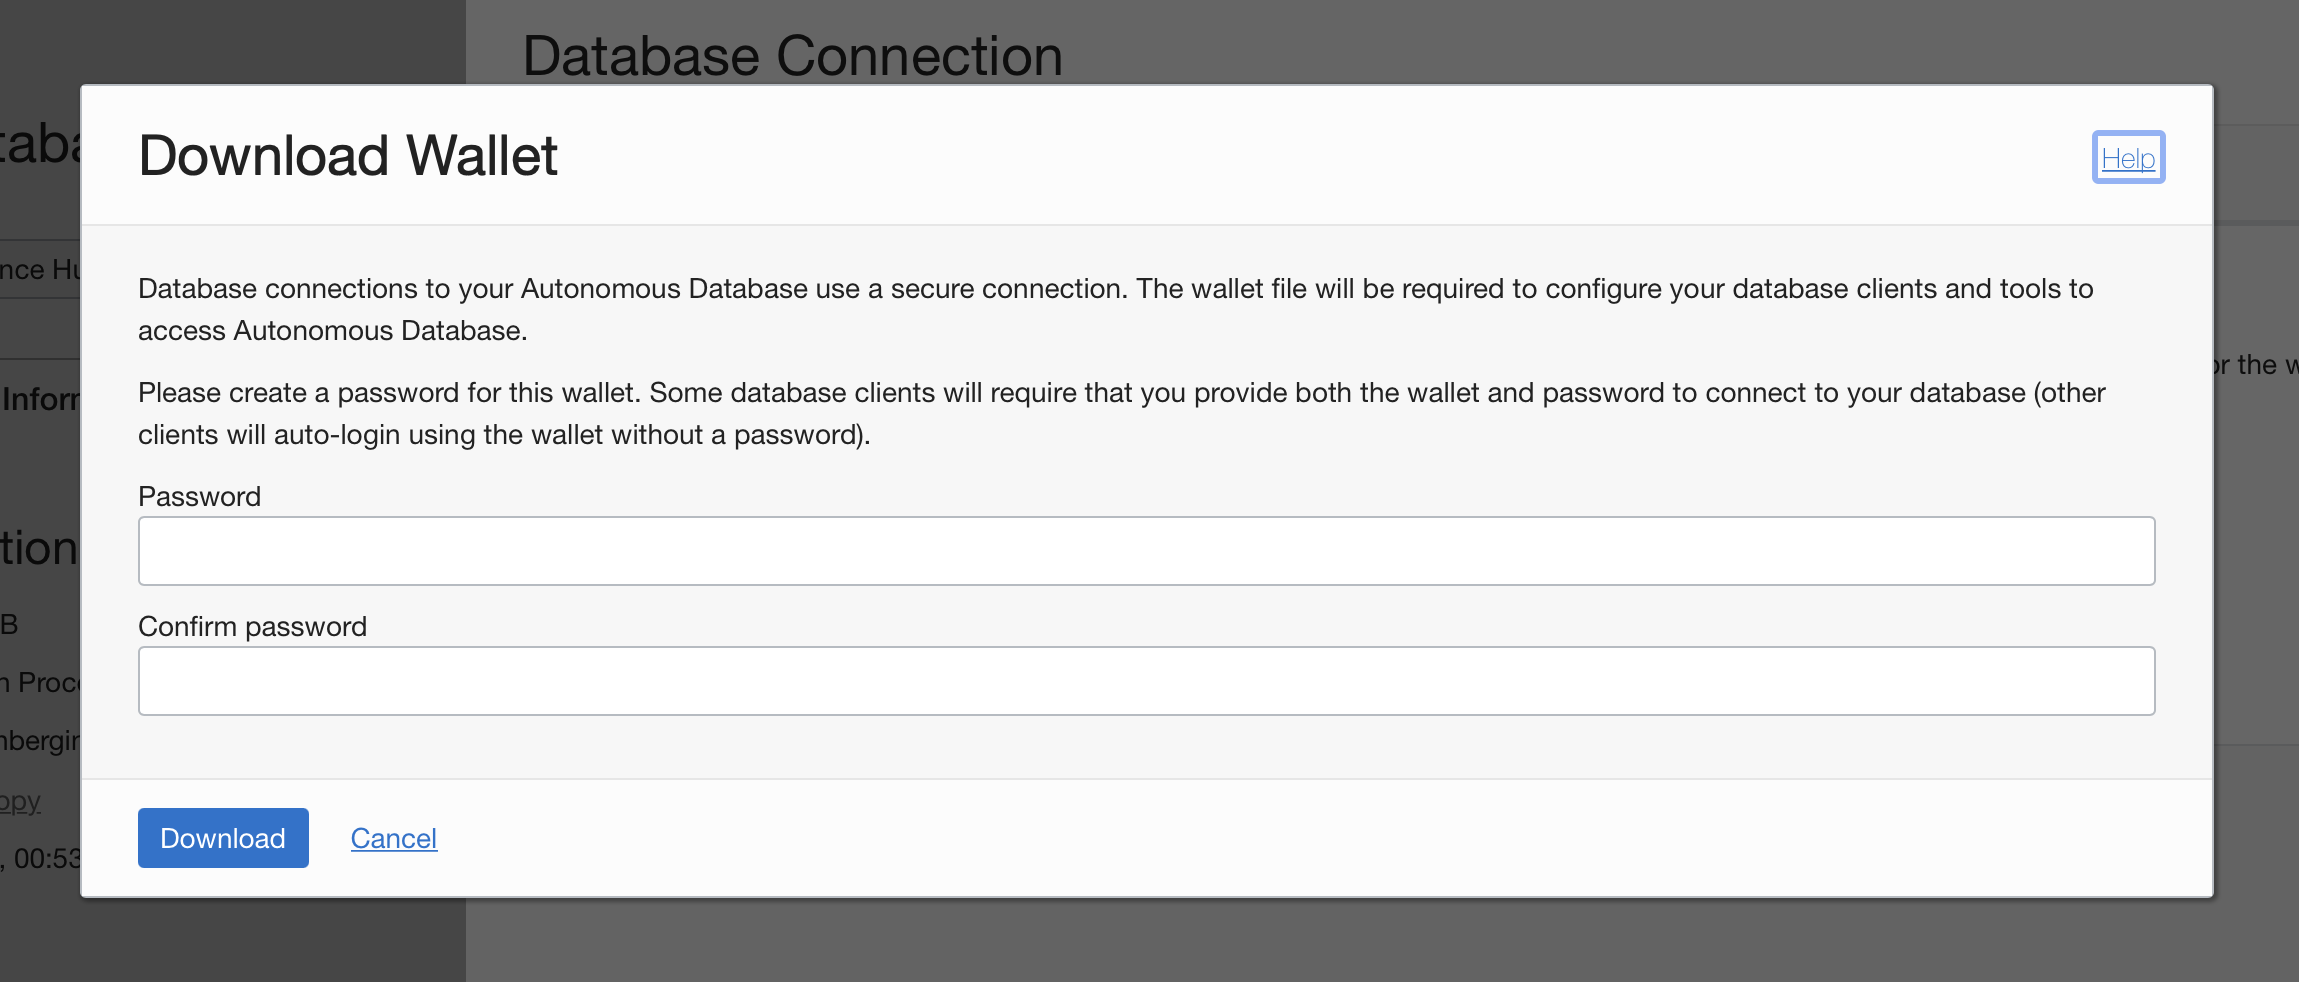 Database Connection
Download Wallet
Help
Database connections to your Autonomous Database use a secure connection. The wallet file will be required to configure your database clients and tools to
access Autonomous Database.
Please create a password for this wallet. Some database clients will require that you provide both the wallet and password to connect to your database (other
clients will auto-login using the wallet without a password).
Password
Confirm password
Download
Cancel
nce
Infor
tion
B
n Proc
opy
, 00:53
or the w